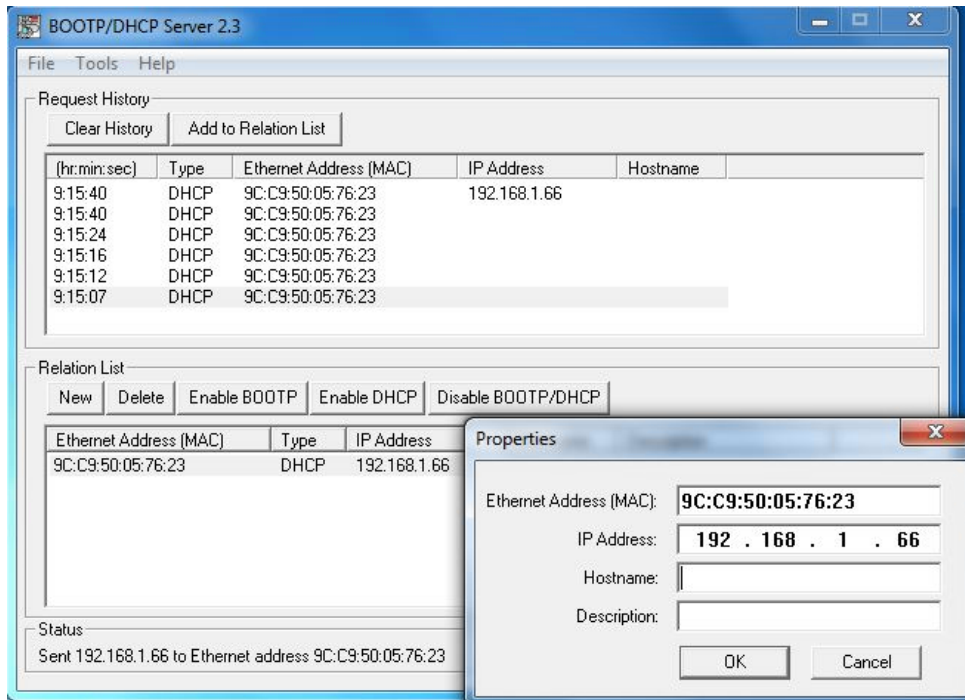 BOOTP/DHCP Server 2.3
File Tools Help
Request History
Clear History Add to Relation List
(hr:min:sec) Type Ethernet Address (MAC) IP Address Hostname
9:15:40 DHCP 9C:C9:50:05:76:23 192.168.1.66
9:15:40 DHCP 9C:C9:50:05:76:23
9:15:24 DHCP 9C:C9:50:05:76:23
9:15:16 DHCP 9C:C9:50:05:76:23
9:15:12 DHCP 9C:C9:50:05:76:23
9:15:07 DHCP 9C:C9:50:05:76:23
Relation List
New Delete Enable BOOTP Enable DHCP Disable BOOTP/DHCP
Ethernet Address (MAC) Type IP Address
9C:C9:50:05:76:23 DHCP 192.168.1.66
Status
Sent 192.168.1.66 to Ethernet address 9C:C9:50:05:76:23
Properties
Ethernet Address (MAC): 9C:C9:50:05:76:23
IP Address: 192 . 168 . 1 . 66
Hostname:
Description:
OK Cancel